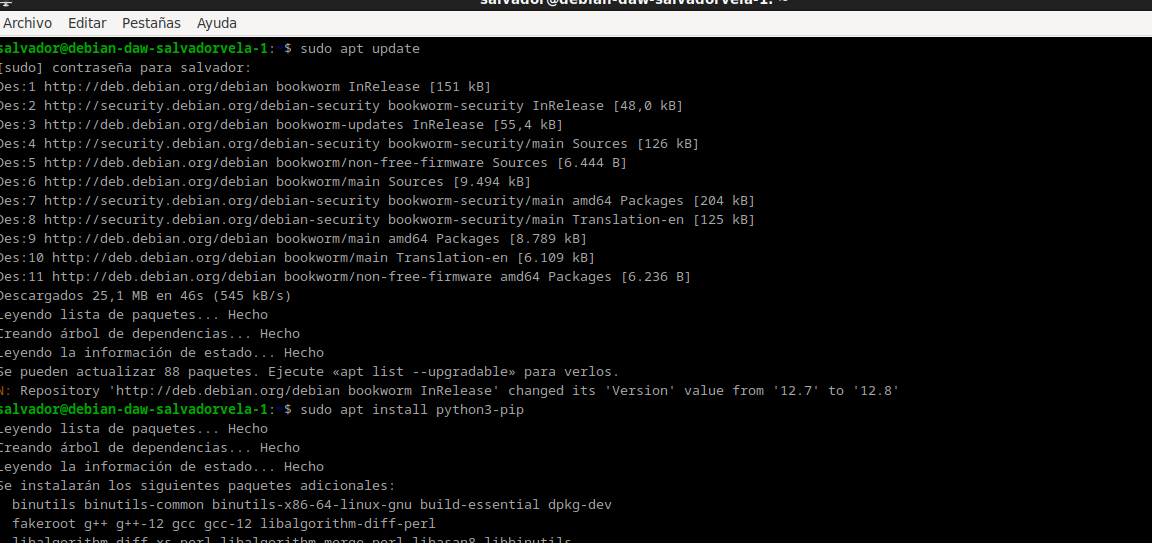 salvador@debian-daw-salvadorvela-1: ~
Archivo Editar Pestañas Ayuda
salvador@debian-daw-salvadorvela-1:~$ sudo apt update
[sudo] contraseña para salvador:
Des:1 http://deb.debian.org/debian bookworm InRelease [151 kB]
Des:2 http://security.debian.org/debian-security bookworm-security InRelease [48,0 kB]
Des:3 http://deb.debian.org/debian bookworm-updates InRelease [55,4 kB]
Des:4 http://security.debian.org/debian-security bookworm-security/main Sources [126 kB]
Des:5 http://deb.debian.org/debian bookworm/non-free-firmware Sources [6.444 B]
Des:6 http://deb.debian.org/debian bookworm/main Sources [9.494 kB]
Des:7 http://security.debian.org/debian-security bookworm-security/main amd64 Packages [204 kB]
Des:8 http://security.debian.org/debian-security bookworm-security/main Translation-en [125 kB]
Des:9 http://deb.debian.org/debian bookworm/main amd64 Packages [8.789 kB]
Des:10 http://deb.debian.org/debian bookworm/main Translation-en [6.109 kB]
Des:11 http://deb.debian.org/debian bookworm/non-free-firmware amd64 Packages [6.236 B]
Descargados 25,1 MB en 46s (545 kB/s)
Leyendo lista de paquetes... Hecho
Creando árbol de dependencias... Hecho
Leyendo la información de estado... Hecho
Se pueden actualizar 88 paquetes. Ejecute «apt list --upgradable» para verlos.
N: Repository 'http://deb.debian.org/debian bookworm InRelease' changed its 'Version' value from '12.7' to '12.8'
salvador@debian-daw-salvadorvela-1:~$ sudo apt install python3-pip
Leyendo lista de paquetes... Hecho
Creando árbol de dependencias... Hecho
Leyendo la información de estado... Hecho
Se instalarán los siguientes paquetes adicionales:
binutils binutils-common binutils-x86-64-linux-gnu build-essential dpkg-dev
fakeroot g++ g++-12 gcc gcc-12 libalgorithm-diff-perl
libalgorithm-diff-xs-perl libalgorithm-merge-perl libasan8 libbinutils